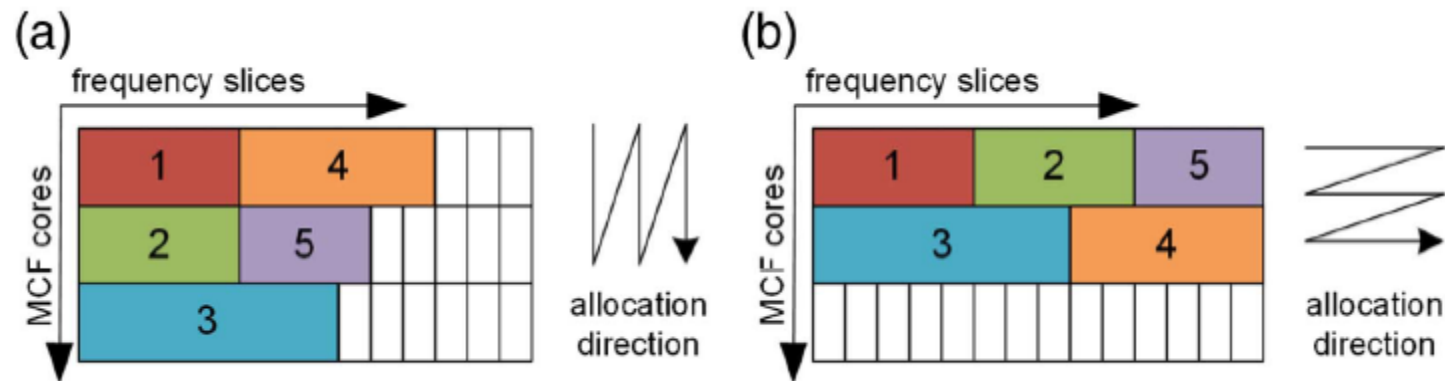 (a)
frequency slices
MCF cores
1
4
2
5
3
allocation
direction
(b)
frequency slices
MCF cores
1
2
5
3
4
allocation
direction